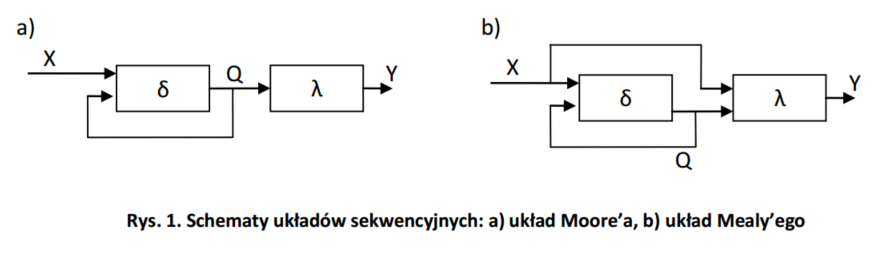 a)
X
δ
Q
λ
Y
b)
X
δ
Q
λ
Y
Rys. 1. Schematy układów sekwencyjnych: a) układ Moore’a, b) układ Mealy’ego